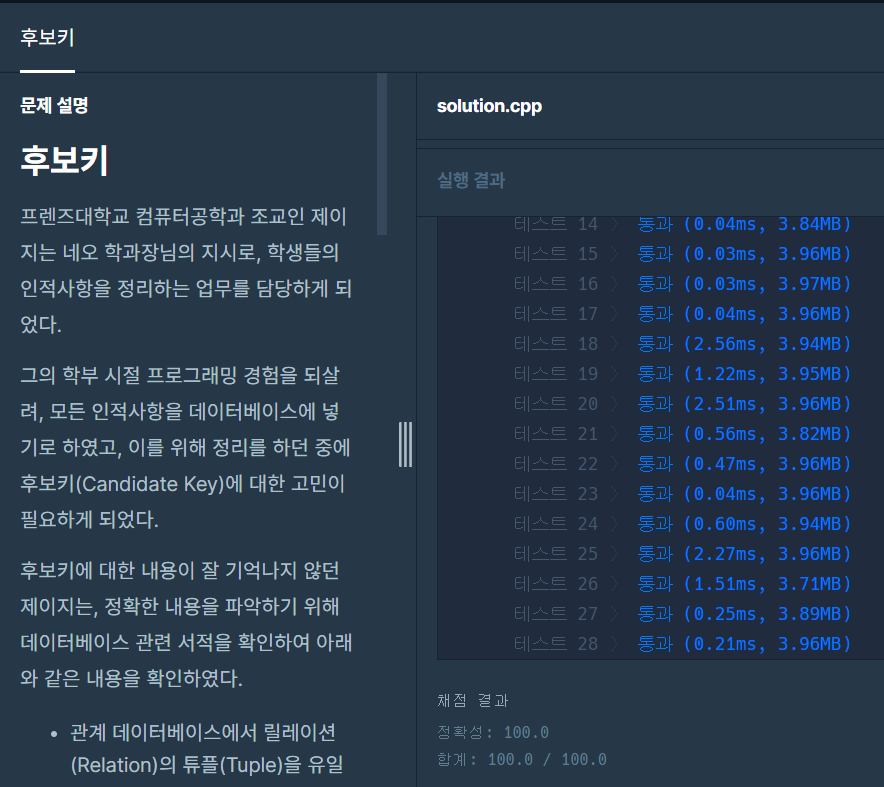 후보키
문제 설명
후보키
프렌즈대학교 컴퓨터공학과 조교인 제이
지는 네오 학과장님의 지시로, 학생들의
인적사항을 정리하는 업무를 담당하게 되
었다.
그의 학부 시절 프로그래밍 경험을 되살
려, 모든 인적사항을 데이터베이스에 넣
기로 하였고, 이를 위해 정리를 하던 중에
후보키(Candidate Key)에 대한 고민이
필요하게 되었다.
후보키에 대한 내용이 잘 기억나지 않던
제이지는, 정확한 내용을 파악하기 위해
데이터베이스 관련 서적을 확인하여 아래
와 같은 내용을 확인하였다.
• 관계 데이터베이스에서 릴레이션
(Relation)의 튜플(Tuple)을 유일
solution.cpp
실행 결과
테스트 14 〉 통과 (0.04ms, 3.84MB)
테스트 15 〉 통과 (0.03ms, 3.96MB)
테스트 16 〉 통과 (0.03ms, 3.97MB)
테스트 17 〉 통과 (0.04ms, 3.96MB)
테스트 18 〉 통과 (2.56ms, 3.94MB)
테스트 19 〉 통과 (1.22ms, 3.95MB)
테스트 20 〉 통과 (2.51ms, 3.96MB)
테스트 21 〉 통과 (0.56ms, 3.82MB)
테스트 22 〉 통과 (0.47ms, 3.96MB)
테스트 23 〉 통과 (0.04ms, 3.96MB)
테스트 24 〉 통과 (0.60ms, 3.94MB)
테스트 25 〉 통과 (2.27ms, 3.96MB)
테스트 26 〉 통과 (1.51ms, 3.71MB)
테스트 27 〉 통과 (0.25ms, 3.89MB)
테스트 28 〉 통과 (0.21ms, 3.96MB)
채점 결과
정확성: 100.0
합계: 100.0 / 100.0